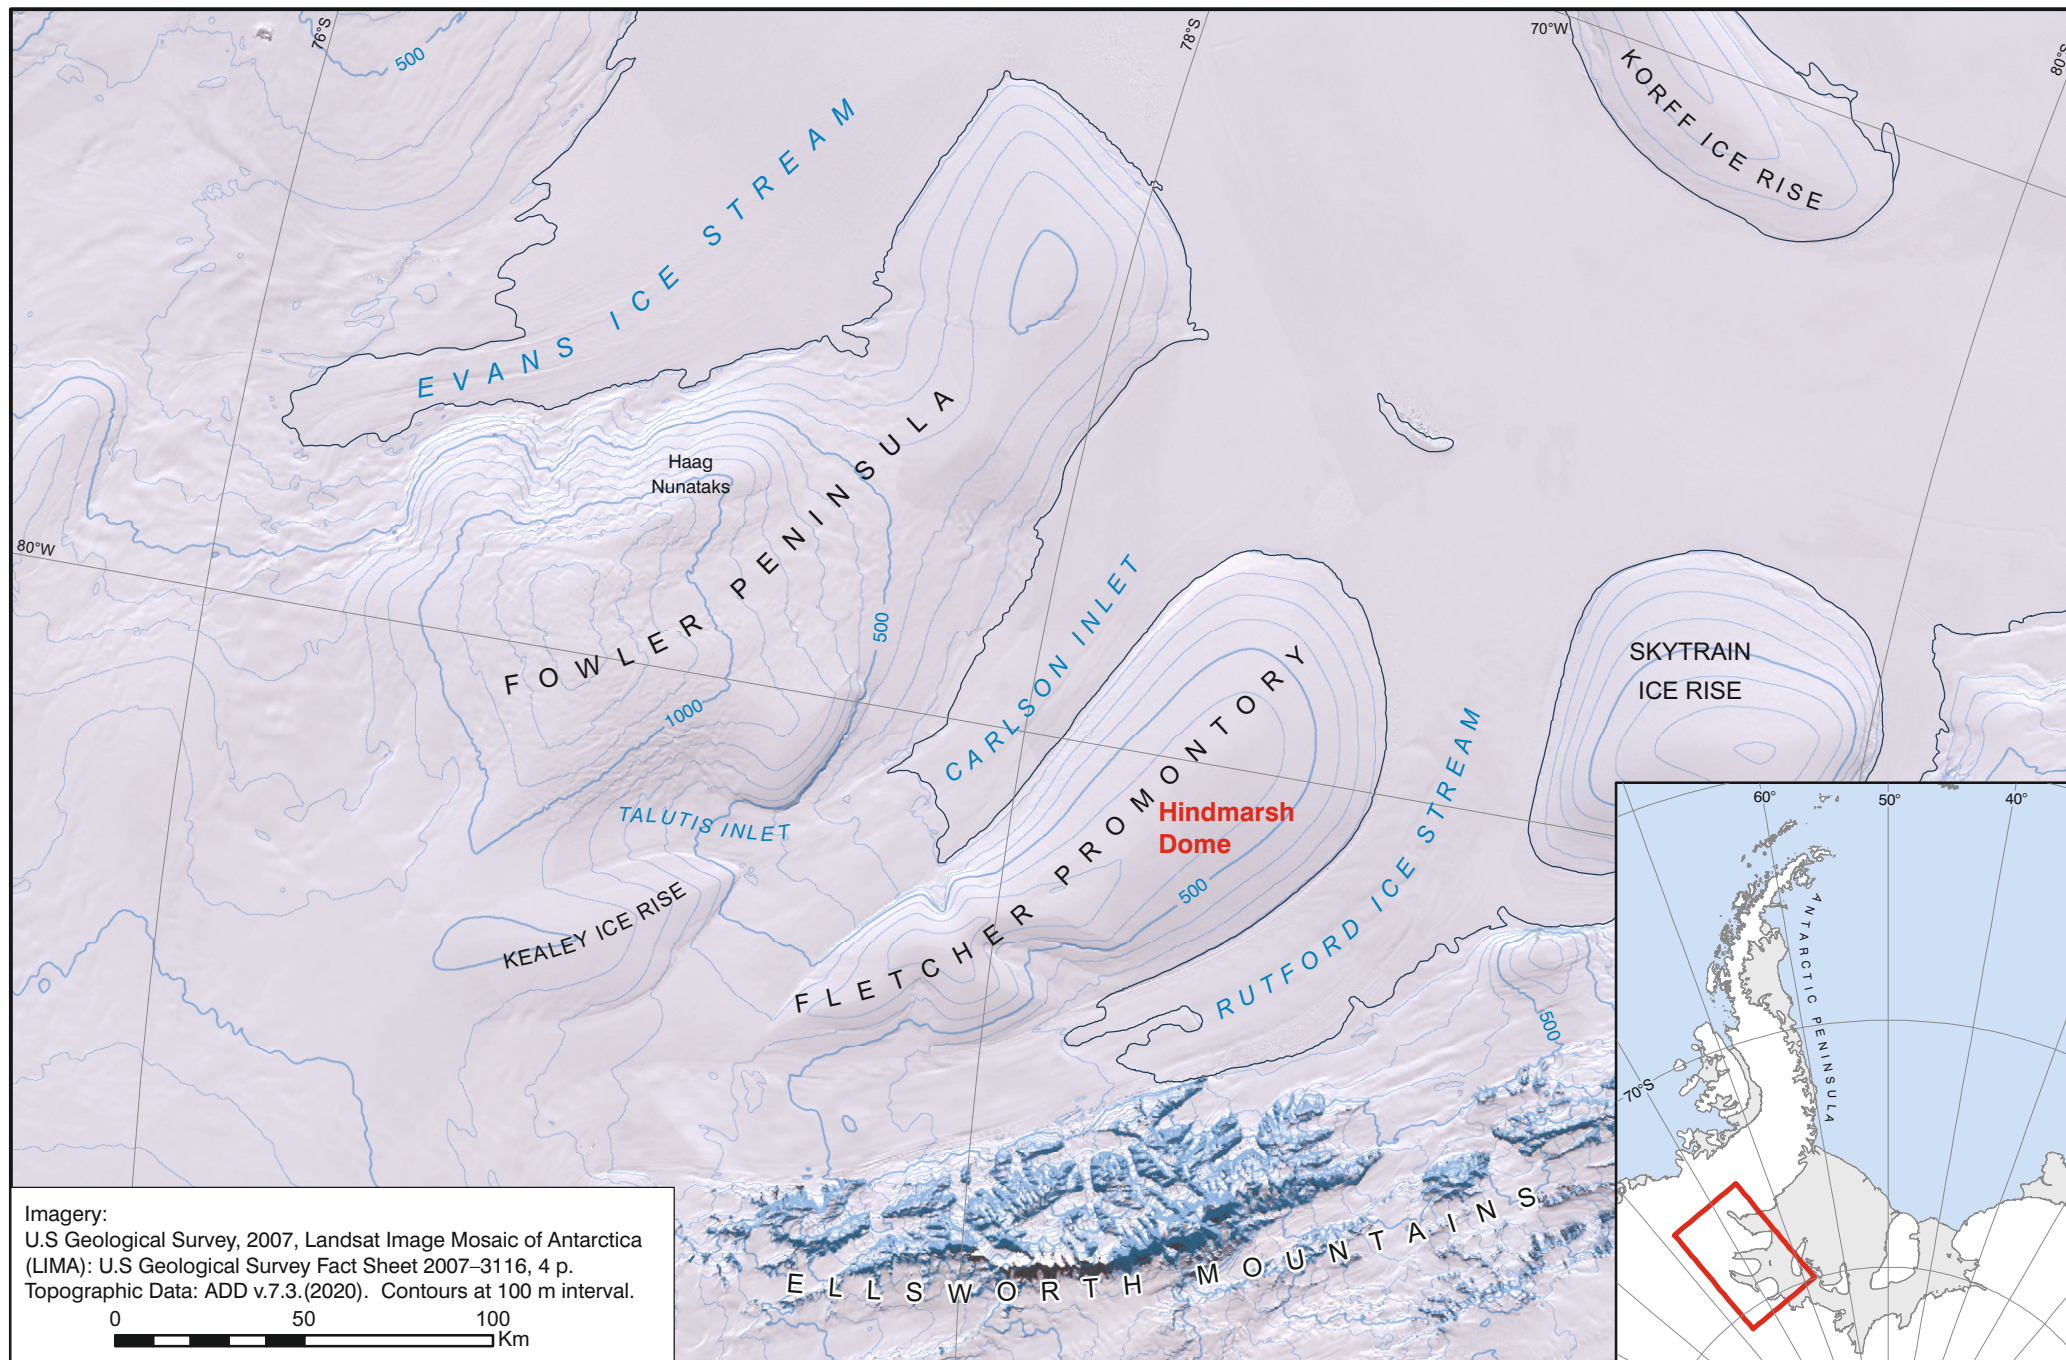 76°S
500
78°S
70°W
80°S
KORFF ICE RISE
EVANS ICE STREAM
Haag
Nunataks
80°W
FOWLER PENINSULA
500
1000
CARLSON INLET
SKYTRAIN
ICE RISE
TALUTIS INLET
Hindmarsh
Dome
FLETCHER PROMONTORY
500
KEALEY ICE RISE
RUTFORD ICE STREAM
500
ELLSWORTH MOUNTAINS
60°
50°
40°
ANTARCTIC PENINSULA
70°S
Imagery:
U.S Geological Survey, 2007, Landsat Image Mosaic of Antarctica
(LIMA): U.S Geological Survey Fact Sheet 2007–3116, 4 p.
Topographic Data: ADD v.7.3.(2020). Contours at 100 m interval.
0 50 100
Km